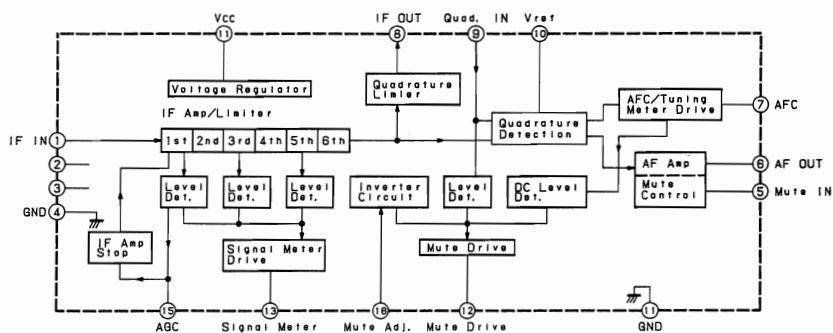 Vcc
IF OUT
Quad. IN
Vref
11
8
9
10
Voltage Regulator
Quadrature
Limier
IF Amp/Limiter
AFC/Tuning
Meter Drive
7
AFC
Quadrature
Detection
IF IN
1
1st
2nd
3rd
4th
5th
6th
2
AF Amp
6
AF OUT
3
Level
Det.
Level
Det.
Level
Det.
Inverter
Circuit
Level
Det.
DC Level
Det.
Mute
Control
5
Mute IN
GND
4
IF Amp
Stop
Signal Meter
Drive
Mute Drive
15
13
18
12
11
AGC
Signal Meter
Mute Adj.
Mute Drive
GND